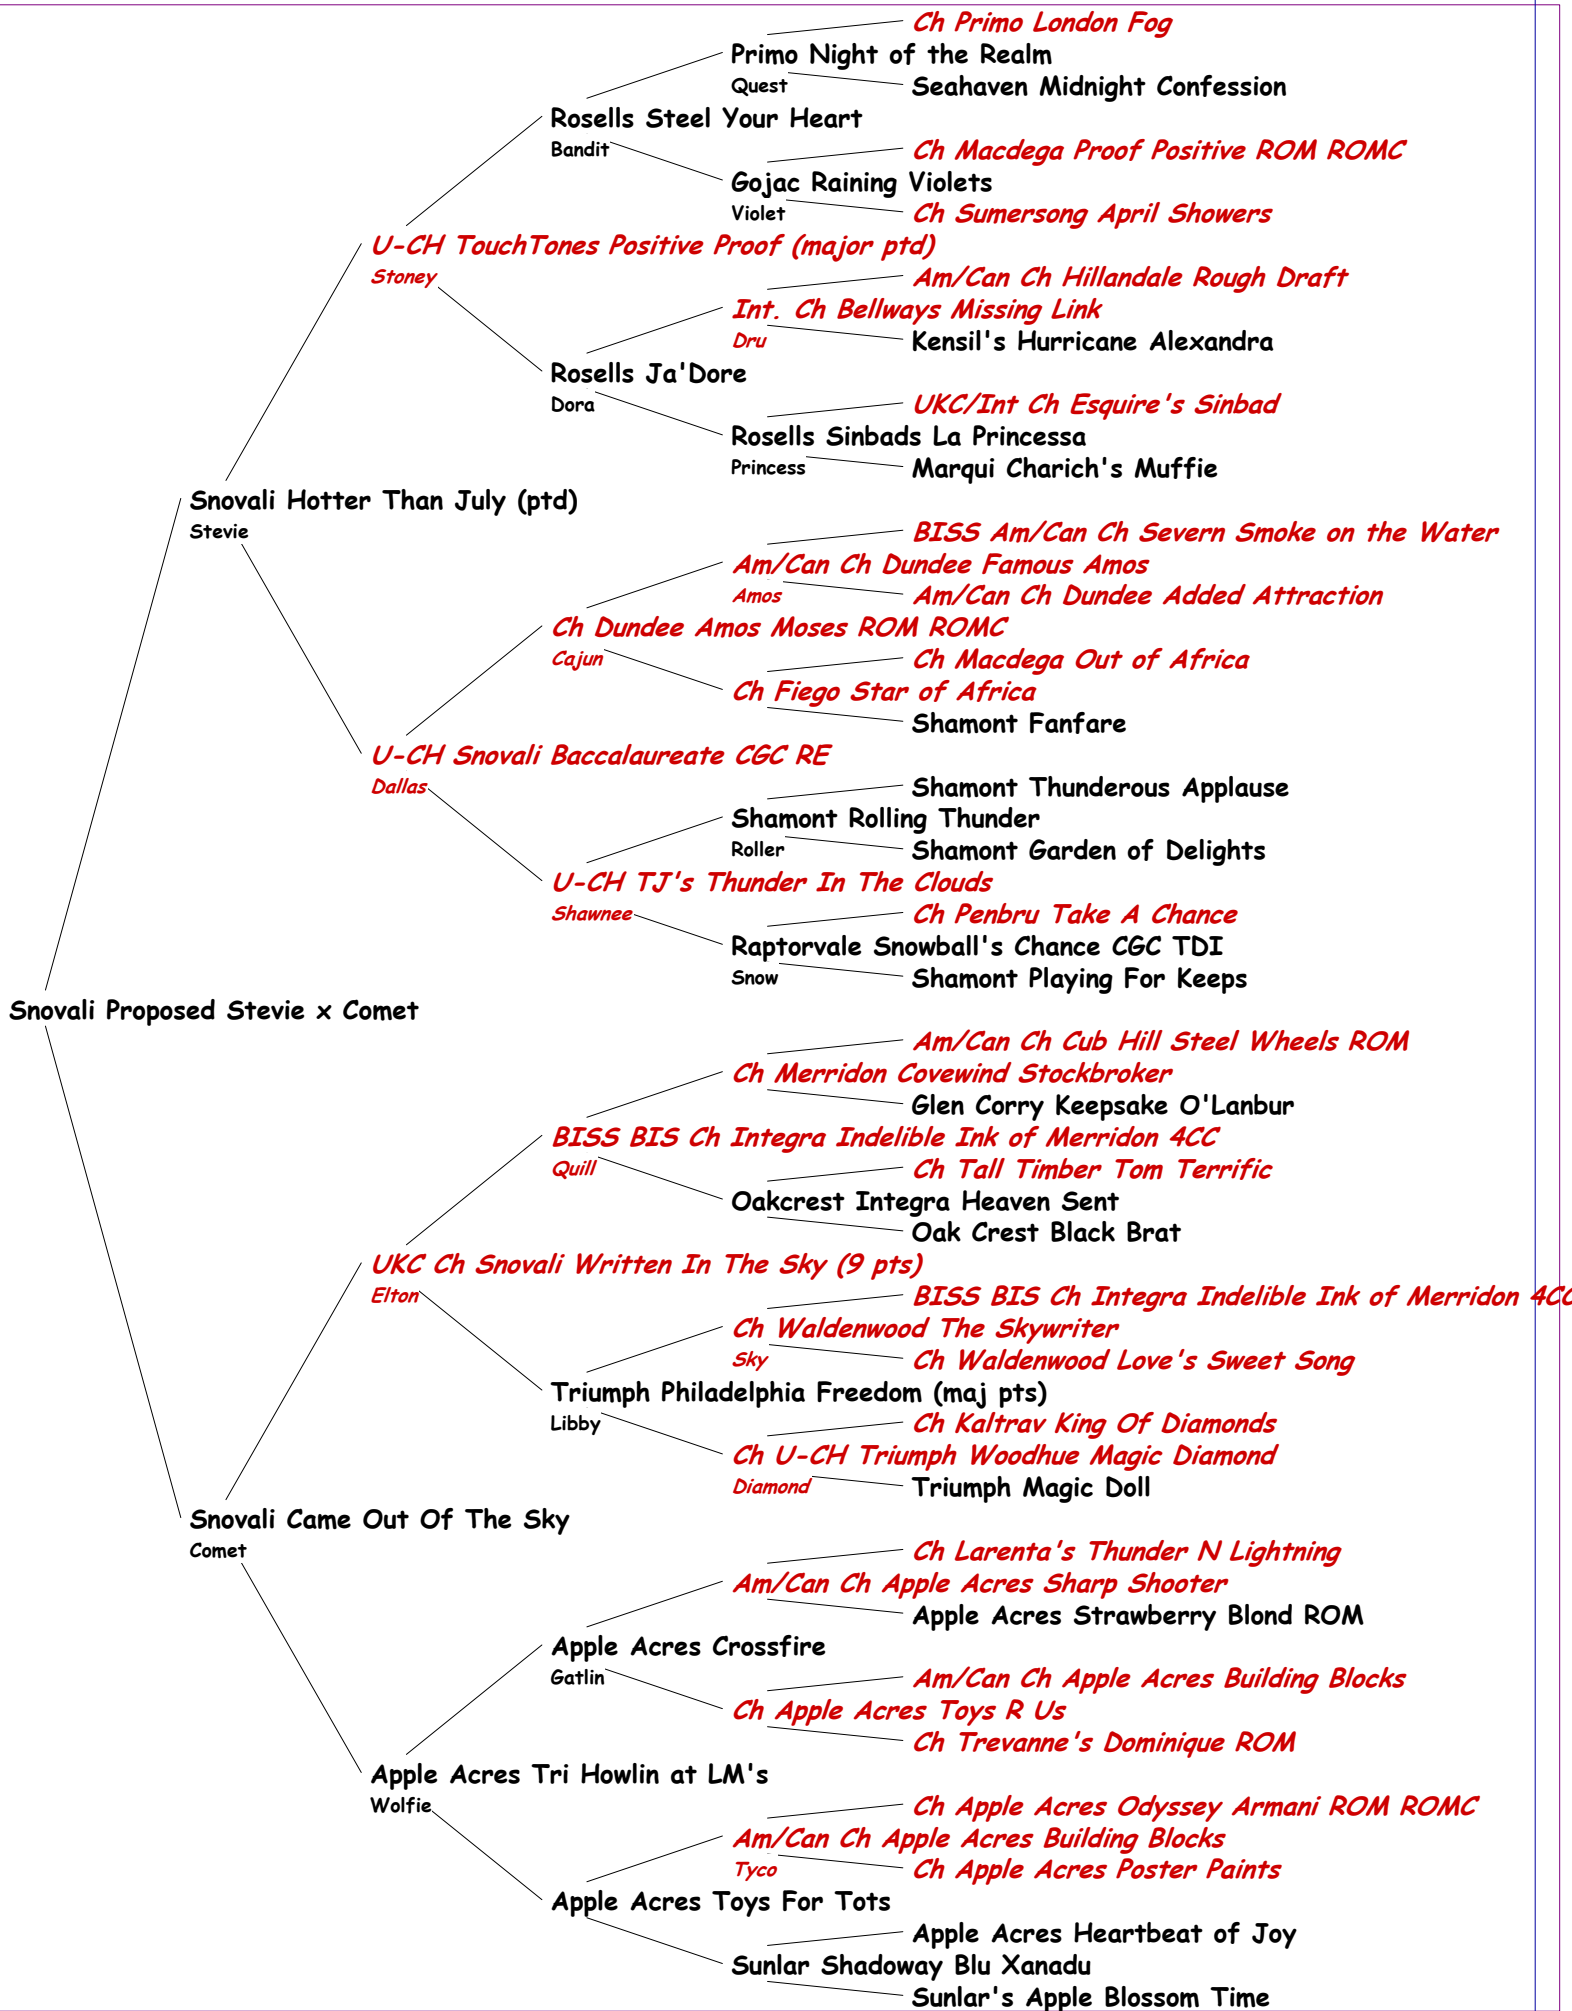 Ch Primo London Fog
Primo Night of the Realm
Quest
Seahaven Midnight Confession
Rosells Steel Your Heart
Bandit
Ch Macdega Proof Positive ROM ROMC
Gojac Raining Violets
Violet
Ch Sumersong April Showers
U-CH TouchTones Positive Proof (major ptd)
Stoney
Am/Can Ch Hillandale Rough Draft
Int. Ch Bellways Missing Link
Dru
Kensil's Hurricane Alexandra
Rosells Ja'Dore
Dora
UKC/Int Ch Esquire's Sinbad
Rosells Sinbads La Princessa
Princess
Marqui Charich's Muffie
Snovali Hotter Than July (ptd)
Stevie
BISS Am/Can Ch Severn Smoke on the Water
Am/Can Ch Dundee Famous Amos
Amos
Am/Can Ch Dundee Added Attraction
Ch Dundee Amos Moses ROM ROMC
Cajun
Ch Macdega Out of Africa
Ch Fiego Star of Africa
Shamont Fanfare
U-CH Snovali Baccalaureate CGC RE
Dallas
Shamont Thunderous Applause
Shamont Rolling Thunder
Roller
Shamont Garden of Delights
U-CH TJ's Thunder In The Clouds
Shawnee
Ch Penbru Take A Chance
Raptorvale Snowball's Chance CGC TDI
Snow
Shamont Playing For Keeps
Snovali Proposed Stevie x Comet
Am/Can Ch Cub Hill Steel Wheels ROM
Ch Merridon Covewind Stockbroker
Glen Corry Keepsake O'Lanbur
BISS BIS Ch Integra Indelible Ink of Merridon 4CC
Quill
Ch Tall Timber Tom Terrific
Oakcrest Integra Heaven Sent
Oak Crest Black Brat
UKC Ch Snovali Written In The Sky (9 pts)
Elton
BISS BIS Ch Integra Indelible Ink of Merridon 4CC
Ch Waldenwood The Skywriter
Sky
Ch Waldenwood Love's Sweet Song
Triumph Philadelphia Freedom (maj pts)
Libby
Ch Kaltrav King Of Diamonds
Ch U-CH Triumph Woodhue Magic Diamond
Diamond
Triumph Magic Doll
Snovali Came Out Of The Sky
Comet
Ch Larenta's Thunder N Lightning
Am/Can Ch Apple Acres Sharp Shooter
Apple Acres Strawberry Blond ROM
Apple Acres Crossfire
Gatlin
Am/Can Ch Apple Acres Building Blocks
Ch Apple Acres Toys R Us
Ch Trevanne's Dominique ROM
Apple Acres Tri Howlin at LM's
Wolfie
Ch Apple Acres Odyssey Armani ROM ROMC
Am/Can Ch Apple Acres Building Blocks
Tyco
Ch Apple Acres Poster Paints
Apple Acres Toys For Tots
Apple Acres Heartbeat of Joy
Sunlar Shadoway Blu Xanadu
Sunlar's Apple Blossom Time